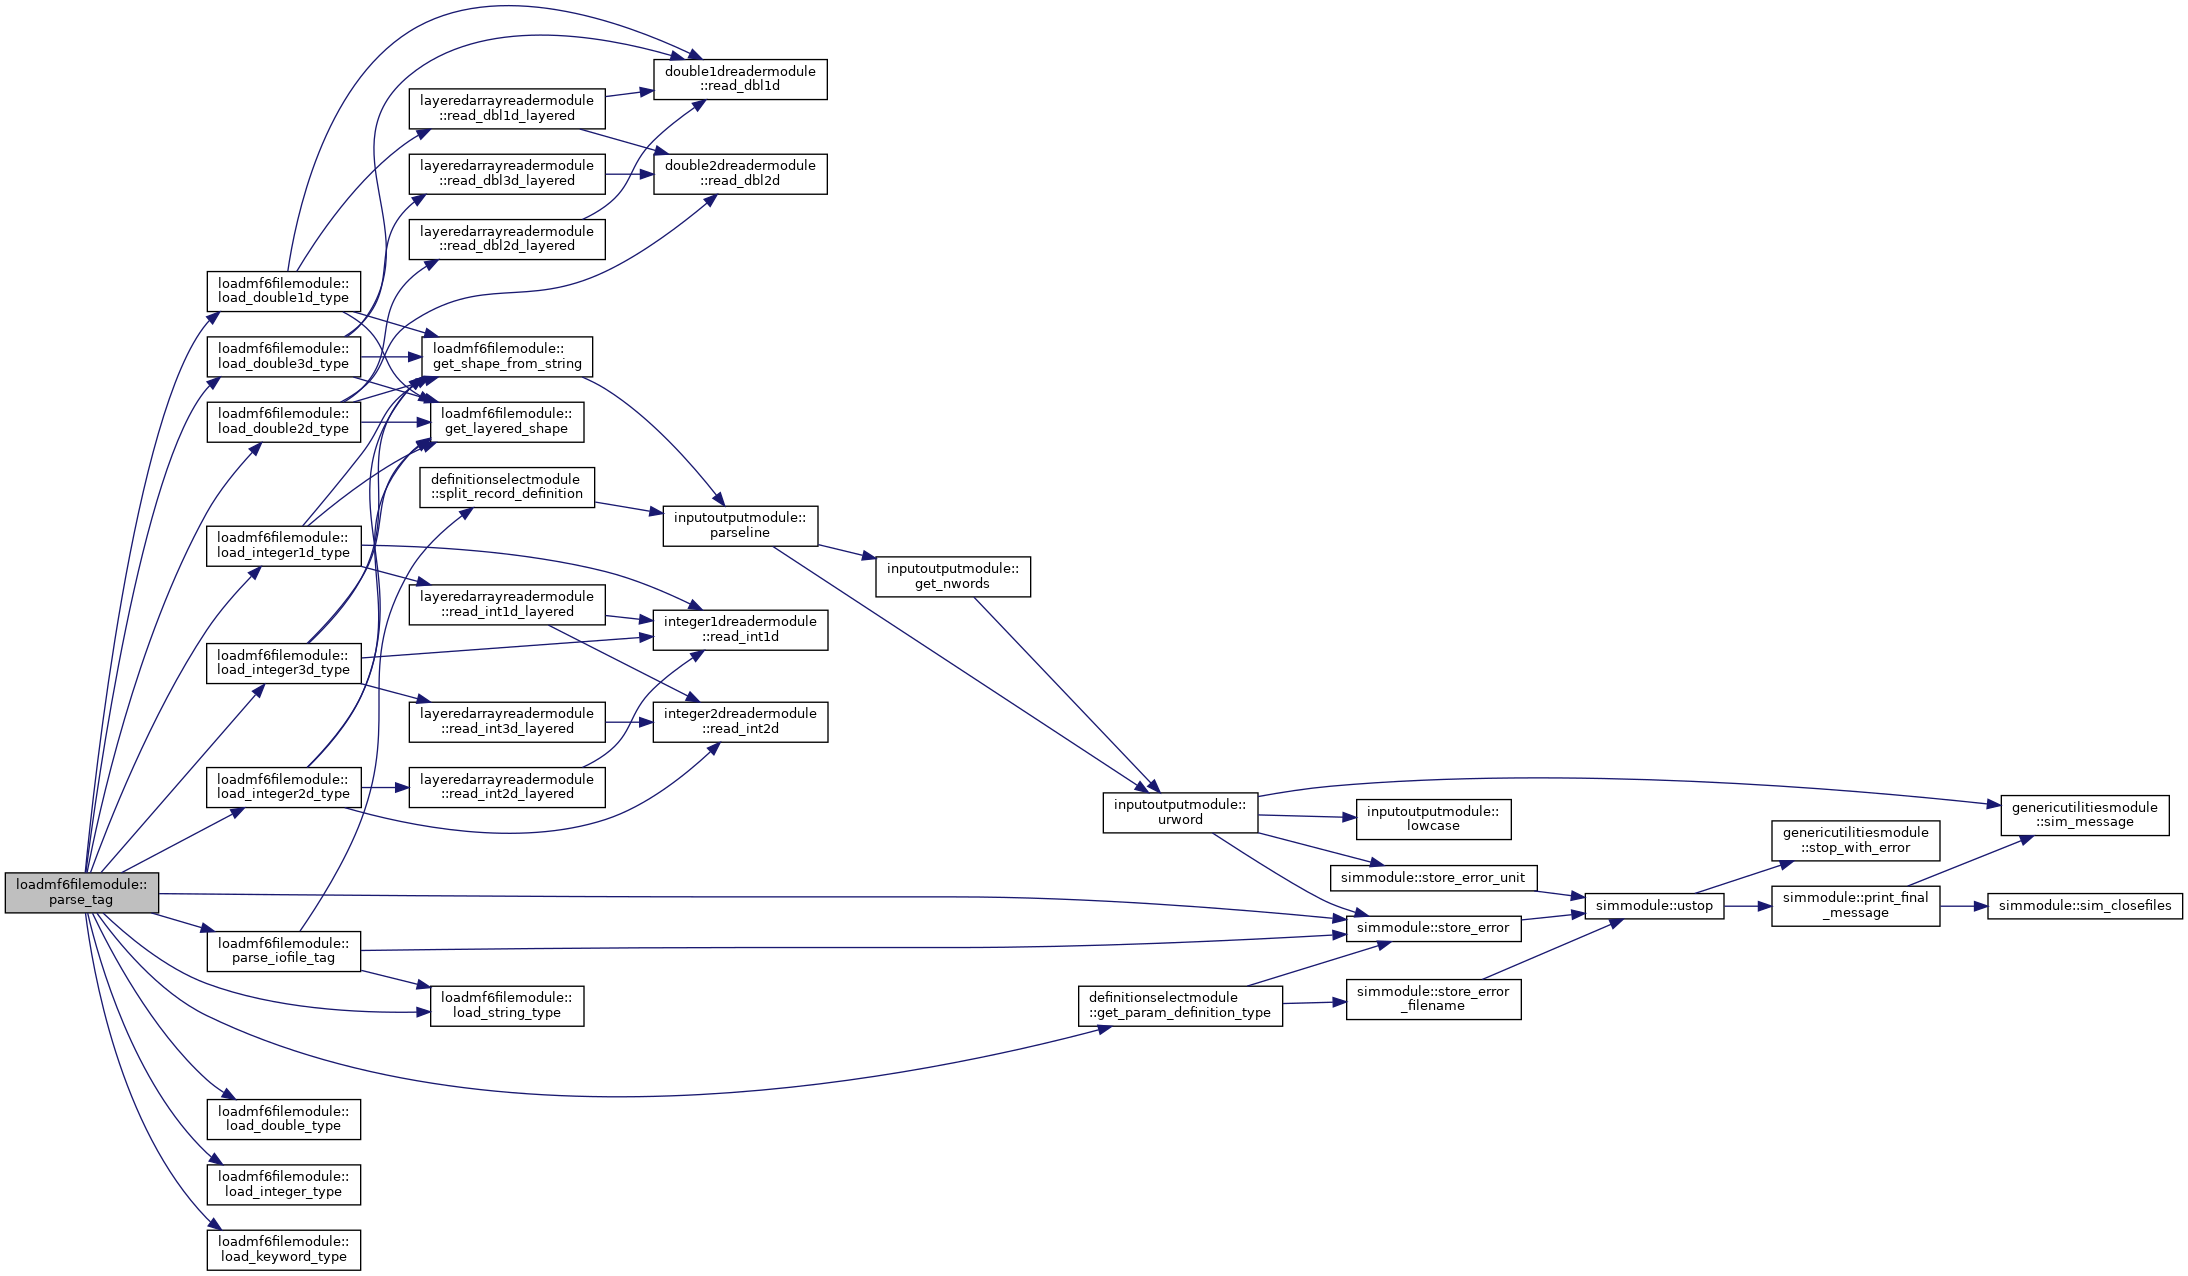 double1dreadermodule
::read_dbl1d
layeredarrayreadermodule
::read_dbl1d_layered
layeredarrayreadermodule
::read_dbl3d_layered
double2dreadermodule
::read_dbl2d
layeredarrayreadermodule
::read_dbl2d_layered
loadmf6filemodule::
load_double1d_type
loadmf6filemodule::
load_double3d_type
loadmf6filemodule::
get_shape_from_string
loadmf6filemodule::
load_double2d_type
loadmf6filemodule::
get_layered_shape
definitionselectmodule
::split_record_definition
inputoutputmodule::
parseline
loadmf6filemodule::
load_integer1d_type
inputoutputmodule::
get_nwords
layeredarrayreadermodule
::read_int1d_layered
integer1dreadermodule
::read_int1d
loadmf6filemodule::
load_integer3d_type
layeredarrayreadermodule
::read_int3d_layered
integer2dreadermodule
::read_int2d
loadmf6filemodule::
load_integer2d_type
layeredarrayreadermodule
::read_int2d_layered
inputoutputmodule::
urword
inputoutputmodule::
lowcase
genericutilitiesmodule
::sim_message
genericutilitiesmodule
::stop_with_error
simmodule::store_error_unit
loadmf6filemodule::
parse_tag
simmodule::ustop
simmodule::print_final
_message
simmodule::sim_closefiles
simmodule::store_error
loadmf6filemodule::
parse_iofile_tag
loadmf6filemodule::
load_string_type
definitionselectmodule
::get_param_definition_type
simmodule::store_error
_filename
loadmf6filemodule::
load_double_type
loadmf6filemodule::
load_integer_type
loadmf6filemodule::
load_keyword_type